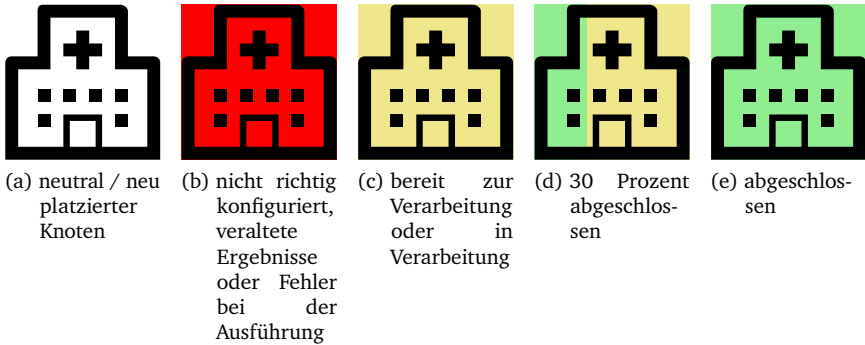 (a) neutral / neu
platzierter
Knoten
(b) nicht richtig
konfiguriert,
veraltete
Ergebnisse
oder Fehler
bei der
Ausführung
(c) bereit zur
Verarbeitung
oder in
Verarbeitung
(d) 30 Prozent
abgeschlos-
sen
(e) abgeschlos-
sen